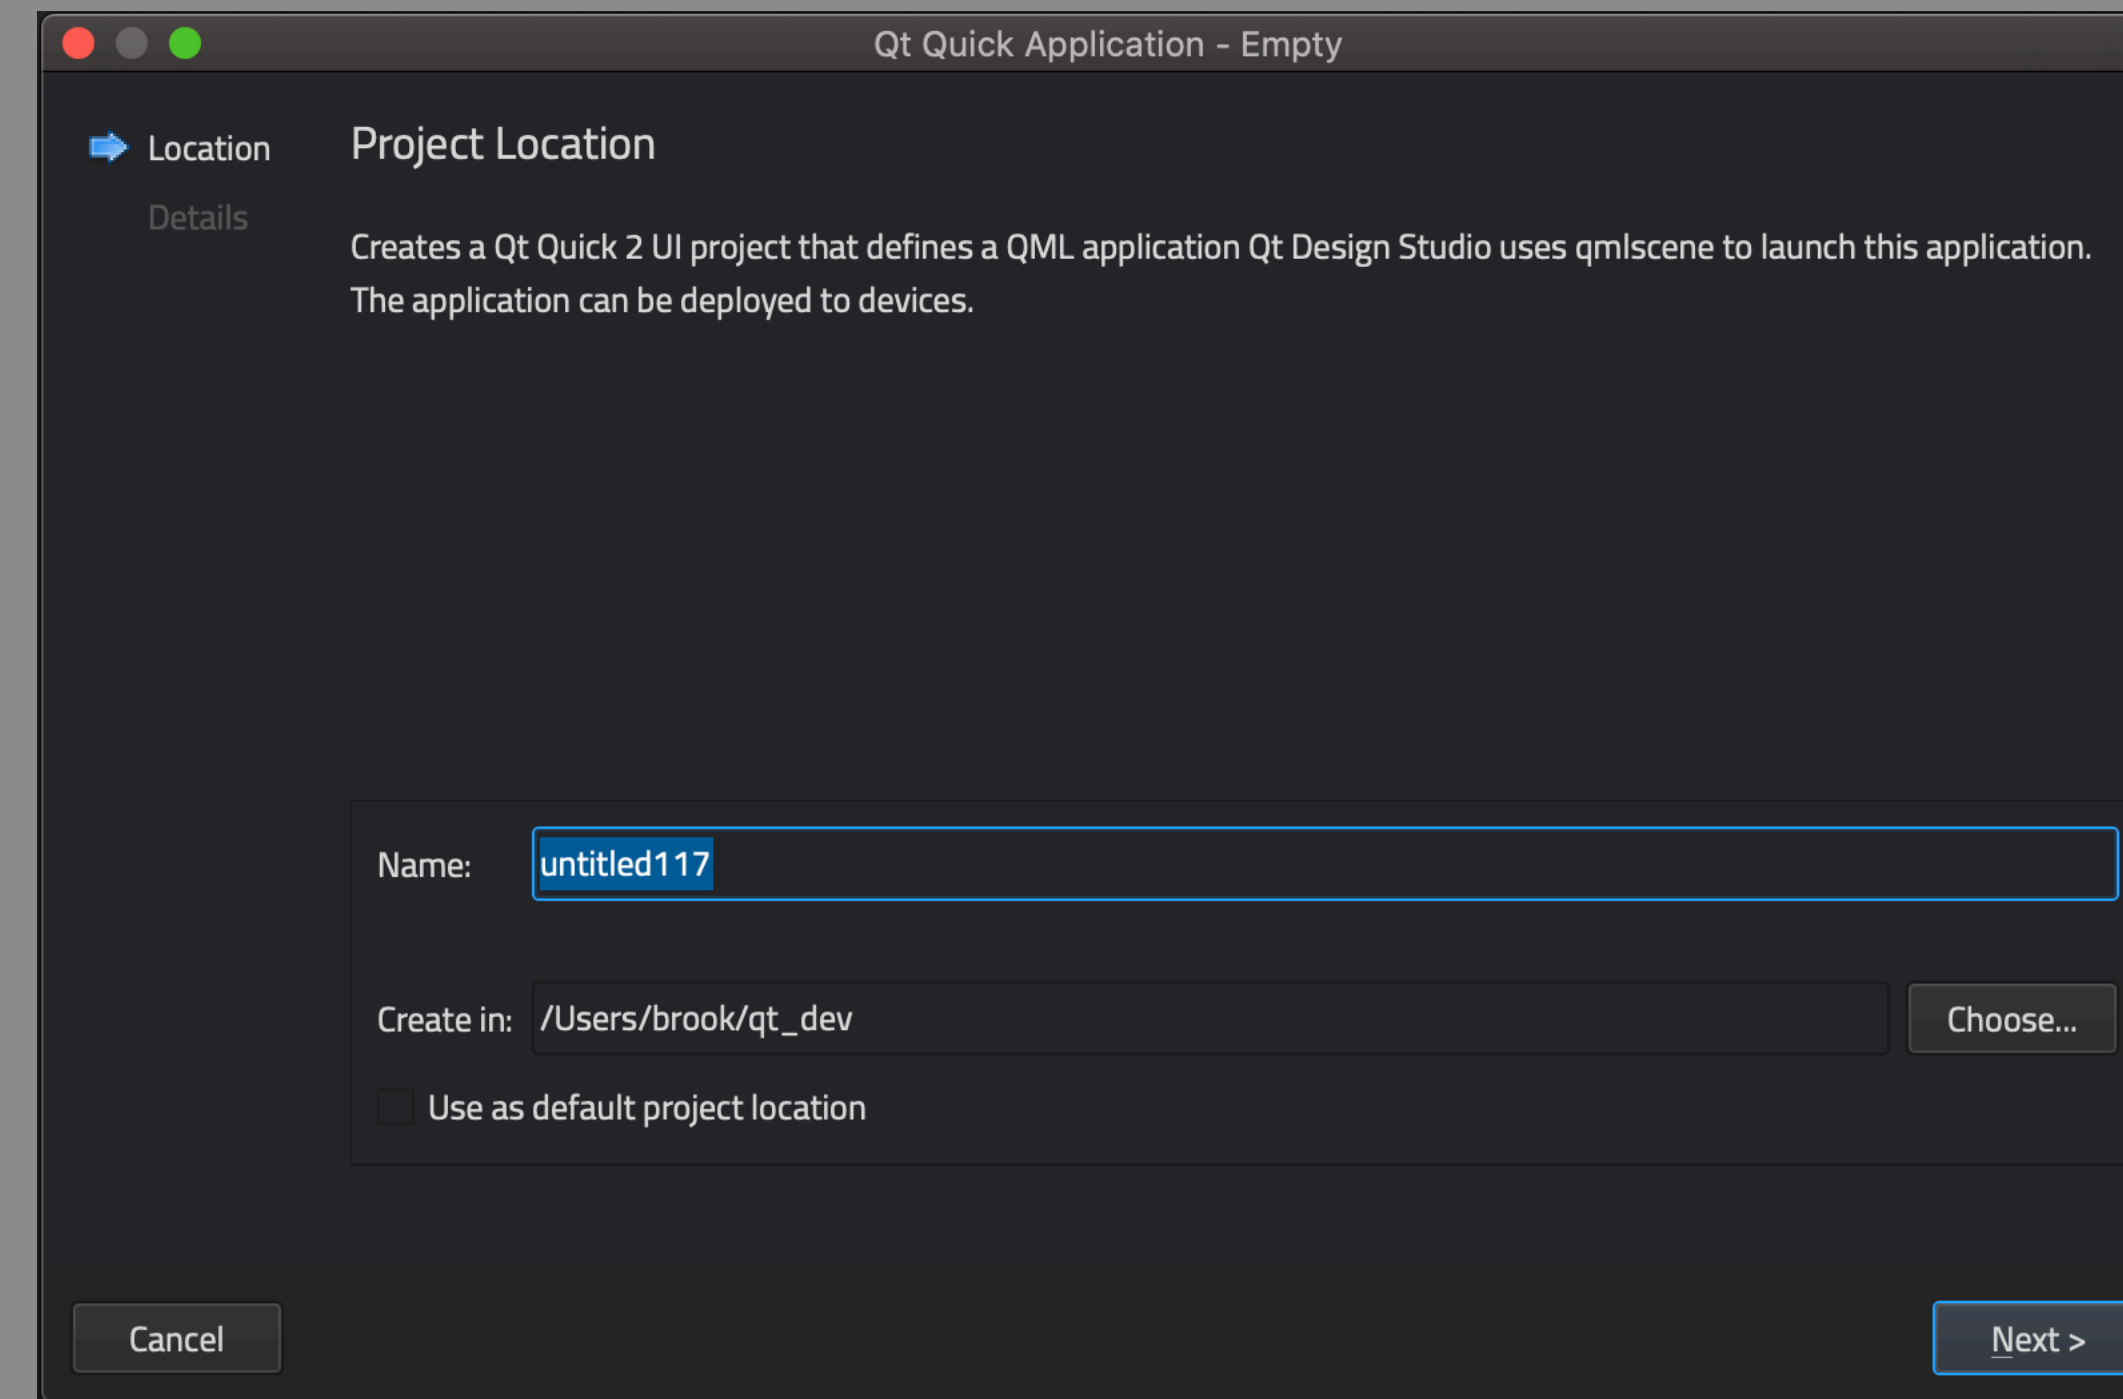 Qt Quick Application - Empty
Location
Details
Project Location
Creates a Qt Quick 2 UI project that defines a QML application Qt Design Studio uses qmlscene to launch this application.
The application can be deployed to devices.
Name: untitled117
Create in: /Users/brook/qt_dev Choose...
Use as default project location
Cancel Next >